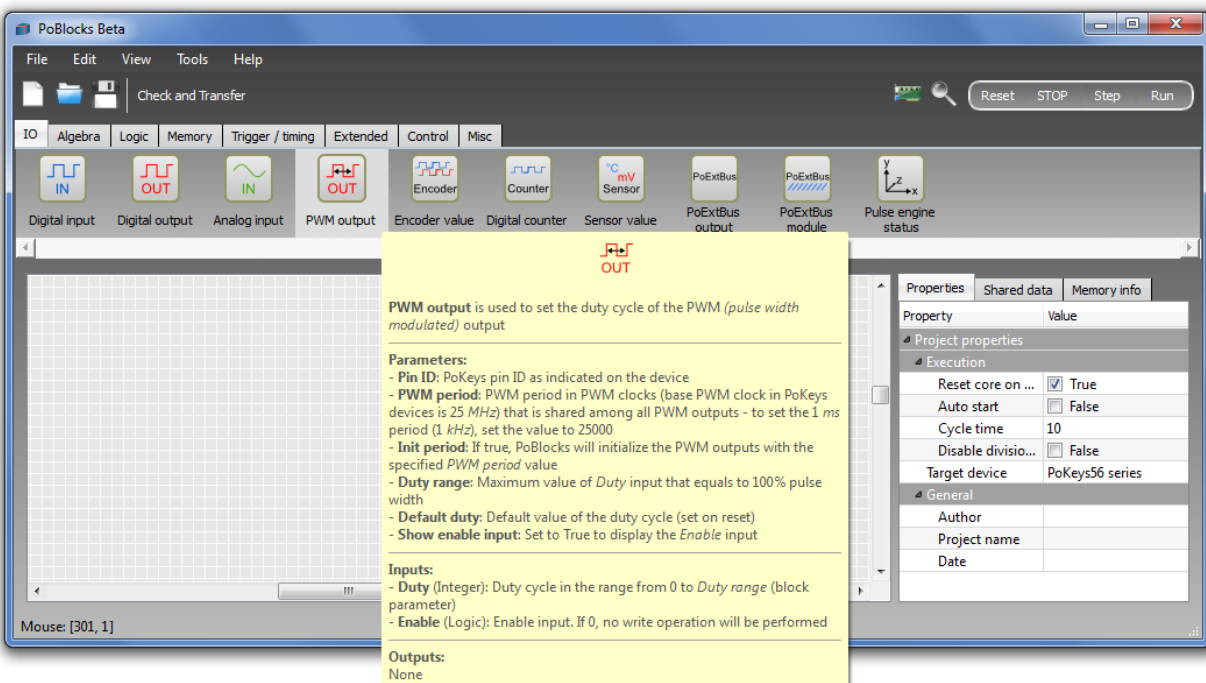 PoBlocks Beta
File Edit View Tools Help
Check and Transfer
Reset STOP Step Run
IO Algebra Logic Memory Trigger / timing Extended Control Misc
IN OUT IN OUT Encoder Counter °C mV Sensor PoExtBus PoExtBus y z x
Digital input Digital output Analog input PWM output Encoder value Digital counter Sensor value PoExtBus output PoExtBus module Pulse engine status
OUT
PWM output is used to set the duty cycle of the PWM (pulse width
modulated) output
Parameters:
- Pin ID: PoKeys pin ID as indicated on the device
- PWM period: PWM period in PWM clocks (base PWM clock in PoKeys
devices is 25 MHz) that is shared among all PWM outputs - to set the 1 ms
period (1 kHz), set the value to 25000
- Init period: If true, PoBlocks will initialize the PWM outputs with the
specified PWM period value
- Duty range: Maximum value of Duty input that equals to 100% pulse
width
- Default duty: Default value of the duty cycle (set on reset)
- Show enable input: Set to True to display the Enable input
Inputs:
- Duty (Integer): Duty cycle in the range from 0 to Duty range (block
parameter)
- Enable (Logic): Enable input. If 0, no write operation will be performed
Outputs:
None
Properties Shared data Memory info
Property Value
Project properties
Execution
Reset core on ... True
Auto start False
Cycle time 10
Disable divisio... False
Target device PoKeys56 series
General
Author
Project name
Date
Mouse: [301, 1]